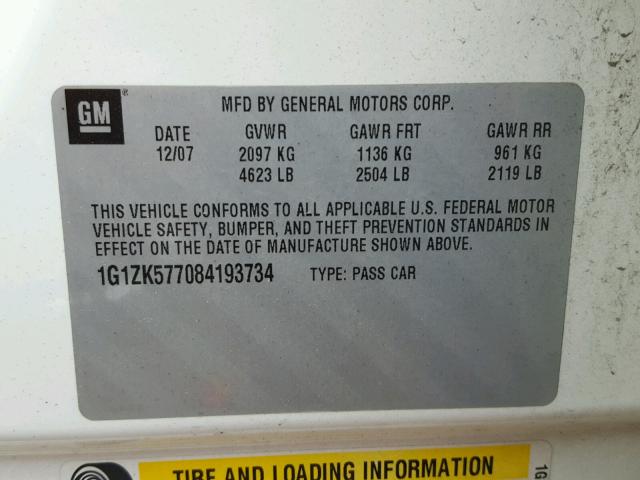 GM ® MFD BY GENERAL MOTORS CORP.
DATE GVWR GAWR FRT GAWR RR
12/07 2097 KG 1136 KG 961 KG
4623 LB 2504 LB 2119 LB
THIS VEHICLE CONFORMS TO ALL APPLICABLE U.S. FEDERAL MOTOR
VEHICLE SAFETY, BUMPER, AND THEFT PREVENTION STANDARDS IN
EFFECT ON THE DATE OF MANUFACTURE SHOWN ABOVE.
1G1ZK577084193734 TYPE: PASS CAR
TIRE AND LOADING INFORMATION
1G